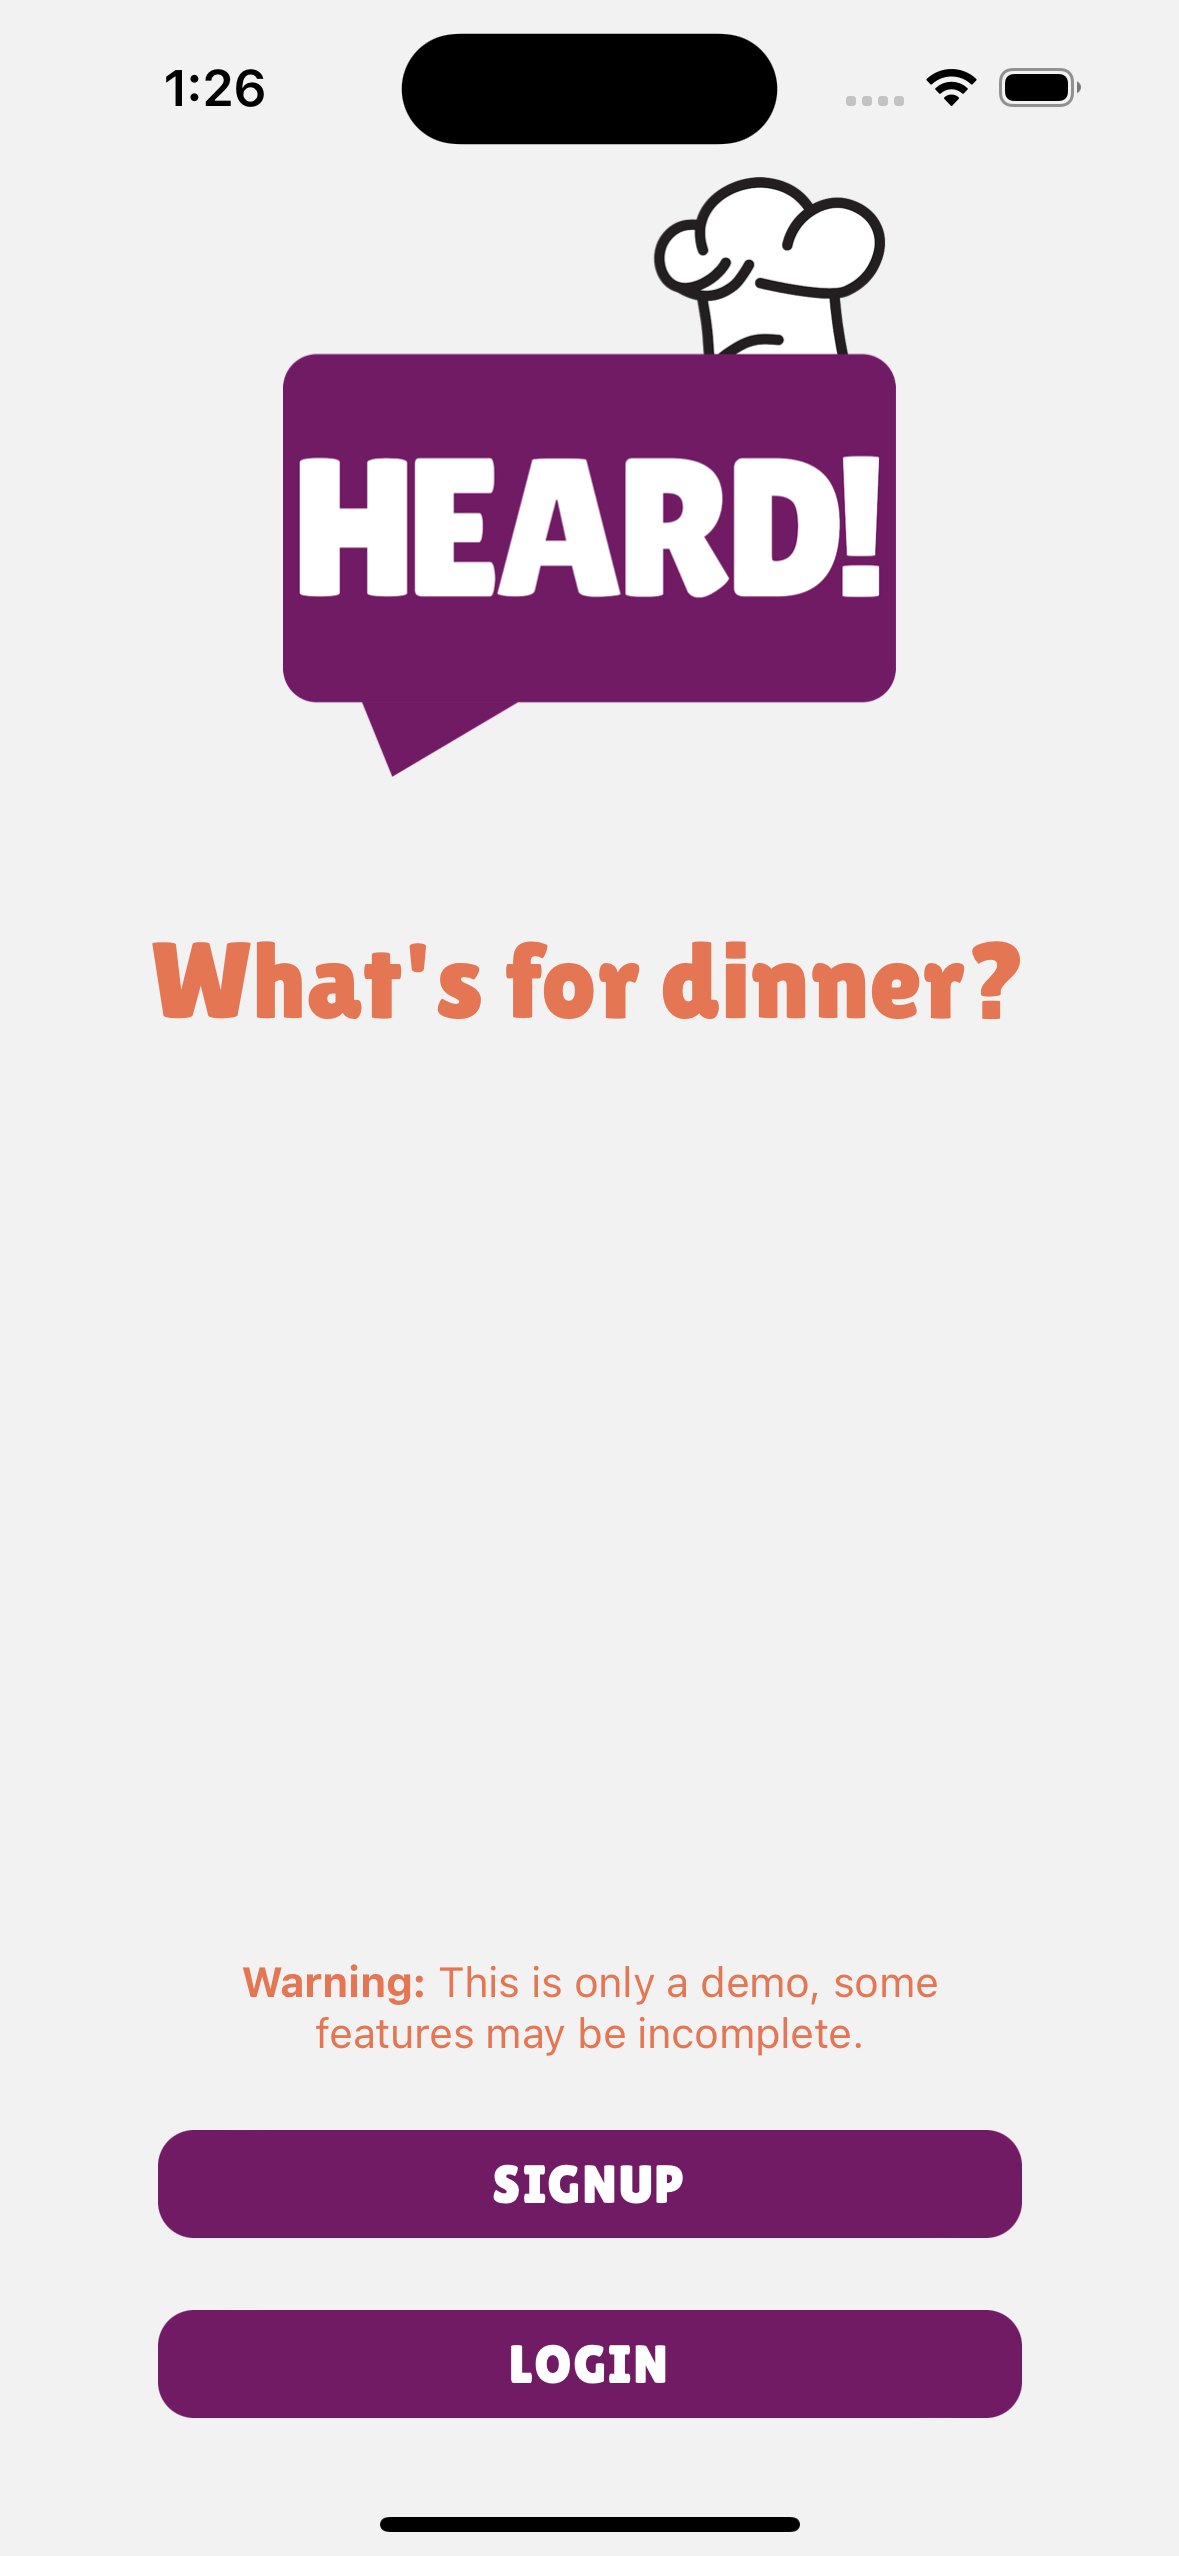 1:26
HEARD!
What's for dinner?
Warning: This is only a demo, some
features may be incomplete.
SIGNUP
LOGIN